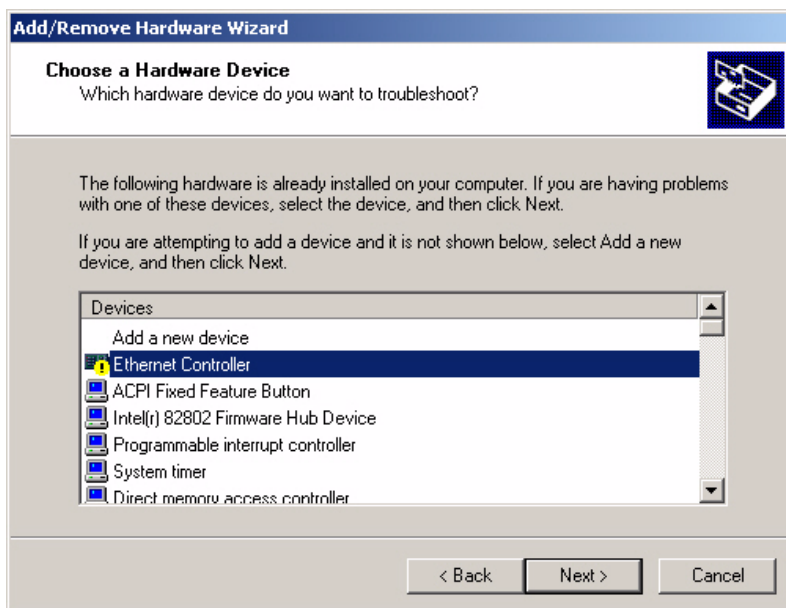 Add/Remove Hardware Wizard
Choose a Hardware Device
Which hardware device do you want to troubleshoot?
The following hardware is already installed on your computer. If you are having problems
with one of these devices, select the device, and then click Next.
If you are attempting to add a device and it is not shown below, select Add a new
device, and then click Next.
Devices
Add a new device
Ethernet Controller
ACPI Fixed Feature Button
Intel(r) 82802 Firmware Hub Device
Programmable interrupt controller
System timer
Direct memory access controller
< Back Next > Cancel